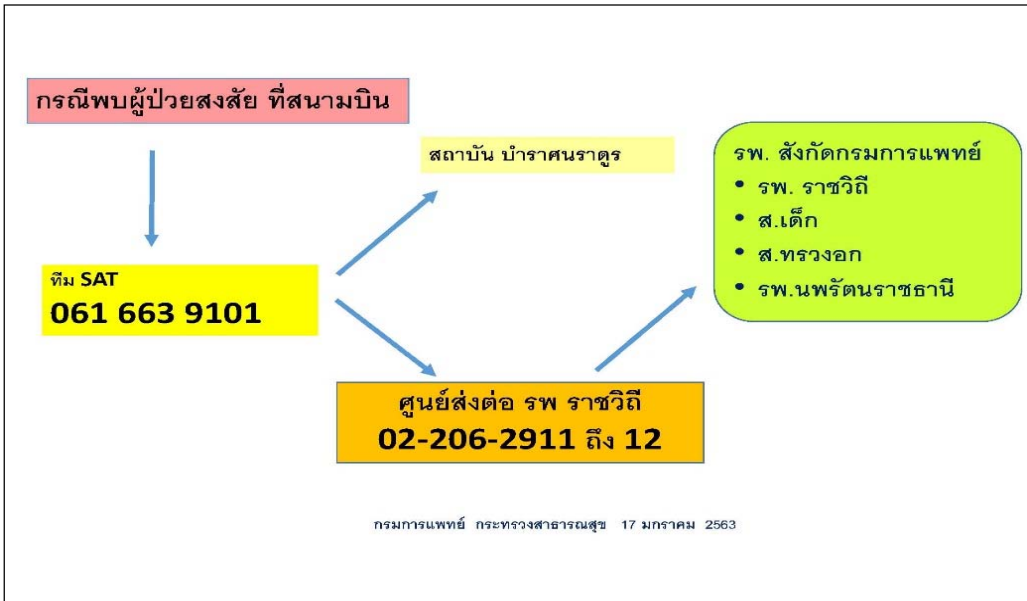 กรณีพบผู้ป่วยสงสัย ที่สนามบิน
สถาบัน บำราศนราดูร
รพ. สังกัดกรมการแพทย์
• รพ. ราชวิถี
• ส.เด็ก
• ส.ทรวงอก
• รพ.นพรัตนราชธานี
ทีม SAT
061 663 9101
ศูนย์ส่งต่อ รพ ราชวิถี
02-206-2911 ถึง 12
กรมการแพทย์ กระทรวงสาธารณสุข 17 มกราคม 2563